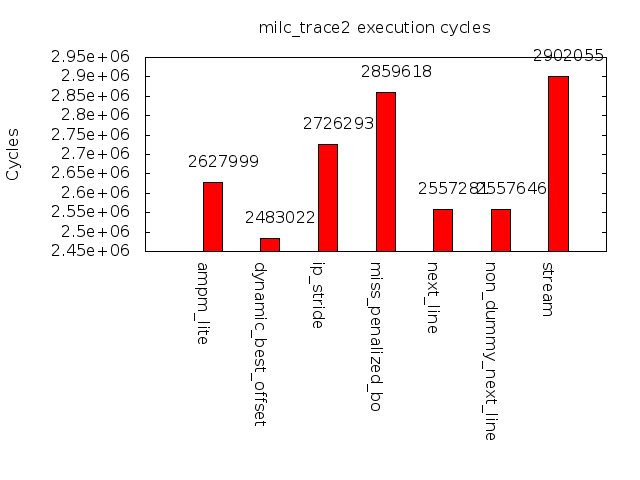 milc_trace2 execution cycles
Cycles
2.95e+06
2.9e+06
2.85e+06
2.8e+06
2.75e+06
2.7e+06
2.65e+06
2.6e+06
2.55e+06
2.5e+06
2.45e+06
2627999
2483022
2726293
2859618
2557281
2557646
2902055
ampm_lite
dynamic_best_offset
ip_stride
miss_penalized_bo
next_line
non_dummy_next_line
stream